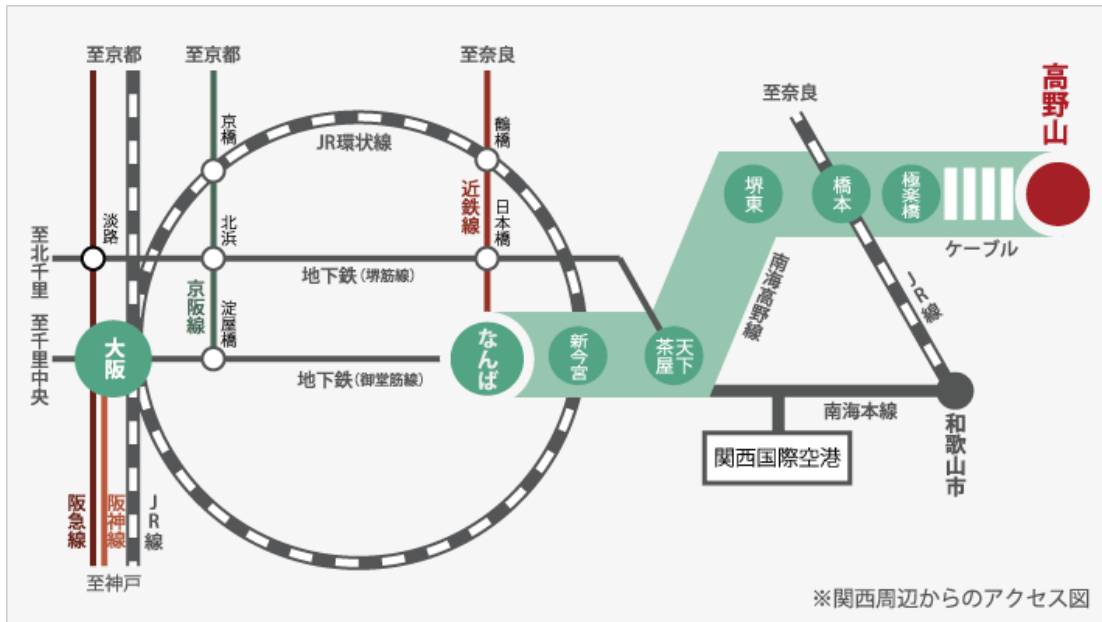 至京都
至京都
至奈良
高野山
至奈良
京橋
JR環状線
鶴橋
堺東
橋本
極楽橋
近鉄線
日本橋
淡路
北浜
至北千里
地下鉄(堺筋線)
南海高野線
ケーブル
JR線
京阪線
淀屋橋
至千里中央
大阪
なんば
新今宮
天下茶屋
地下鉄(御堂筋線)
南海本線
和歌山市
関西国際空港
阪急線
阪神線
JR線
至神戸
※関西周辺からのアクセス図